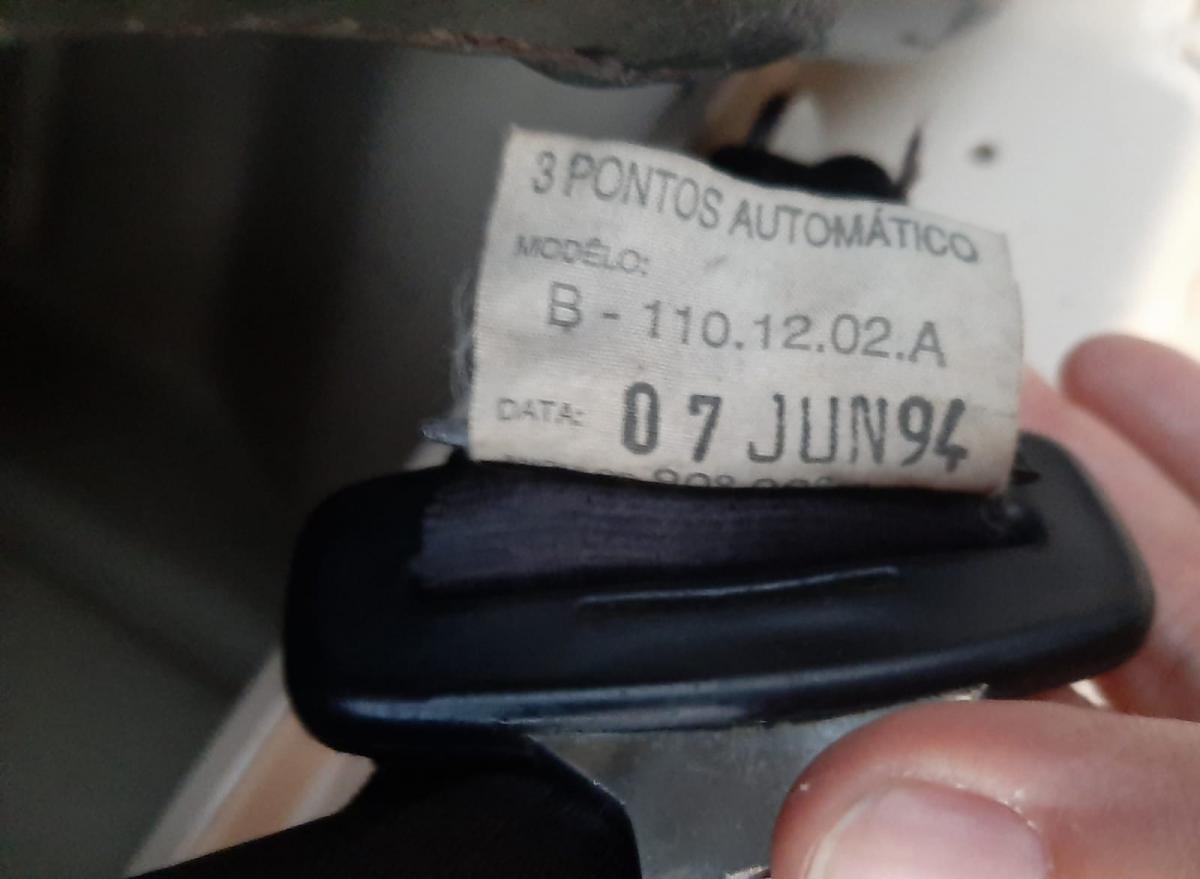 3 PONTOS AUTOMÁTICO
MODÊLO:
B - 110.12.02.A
DATA: 07 JUN94